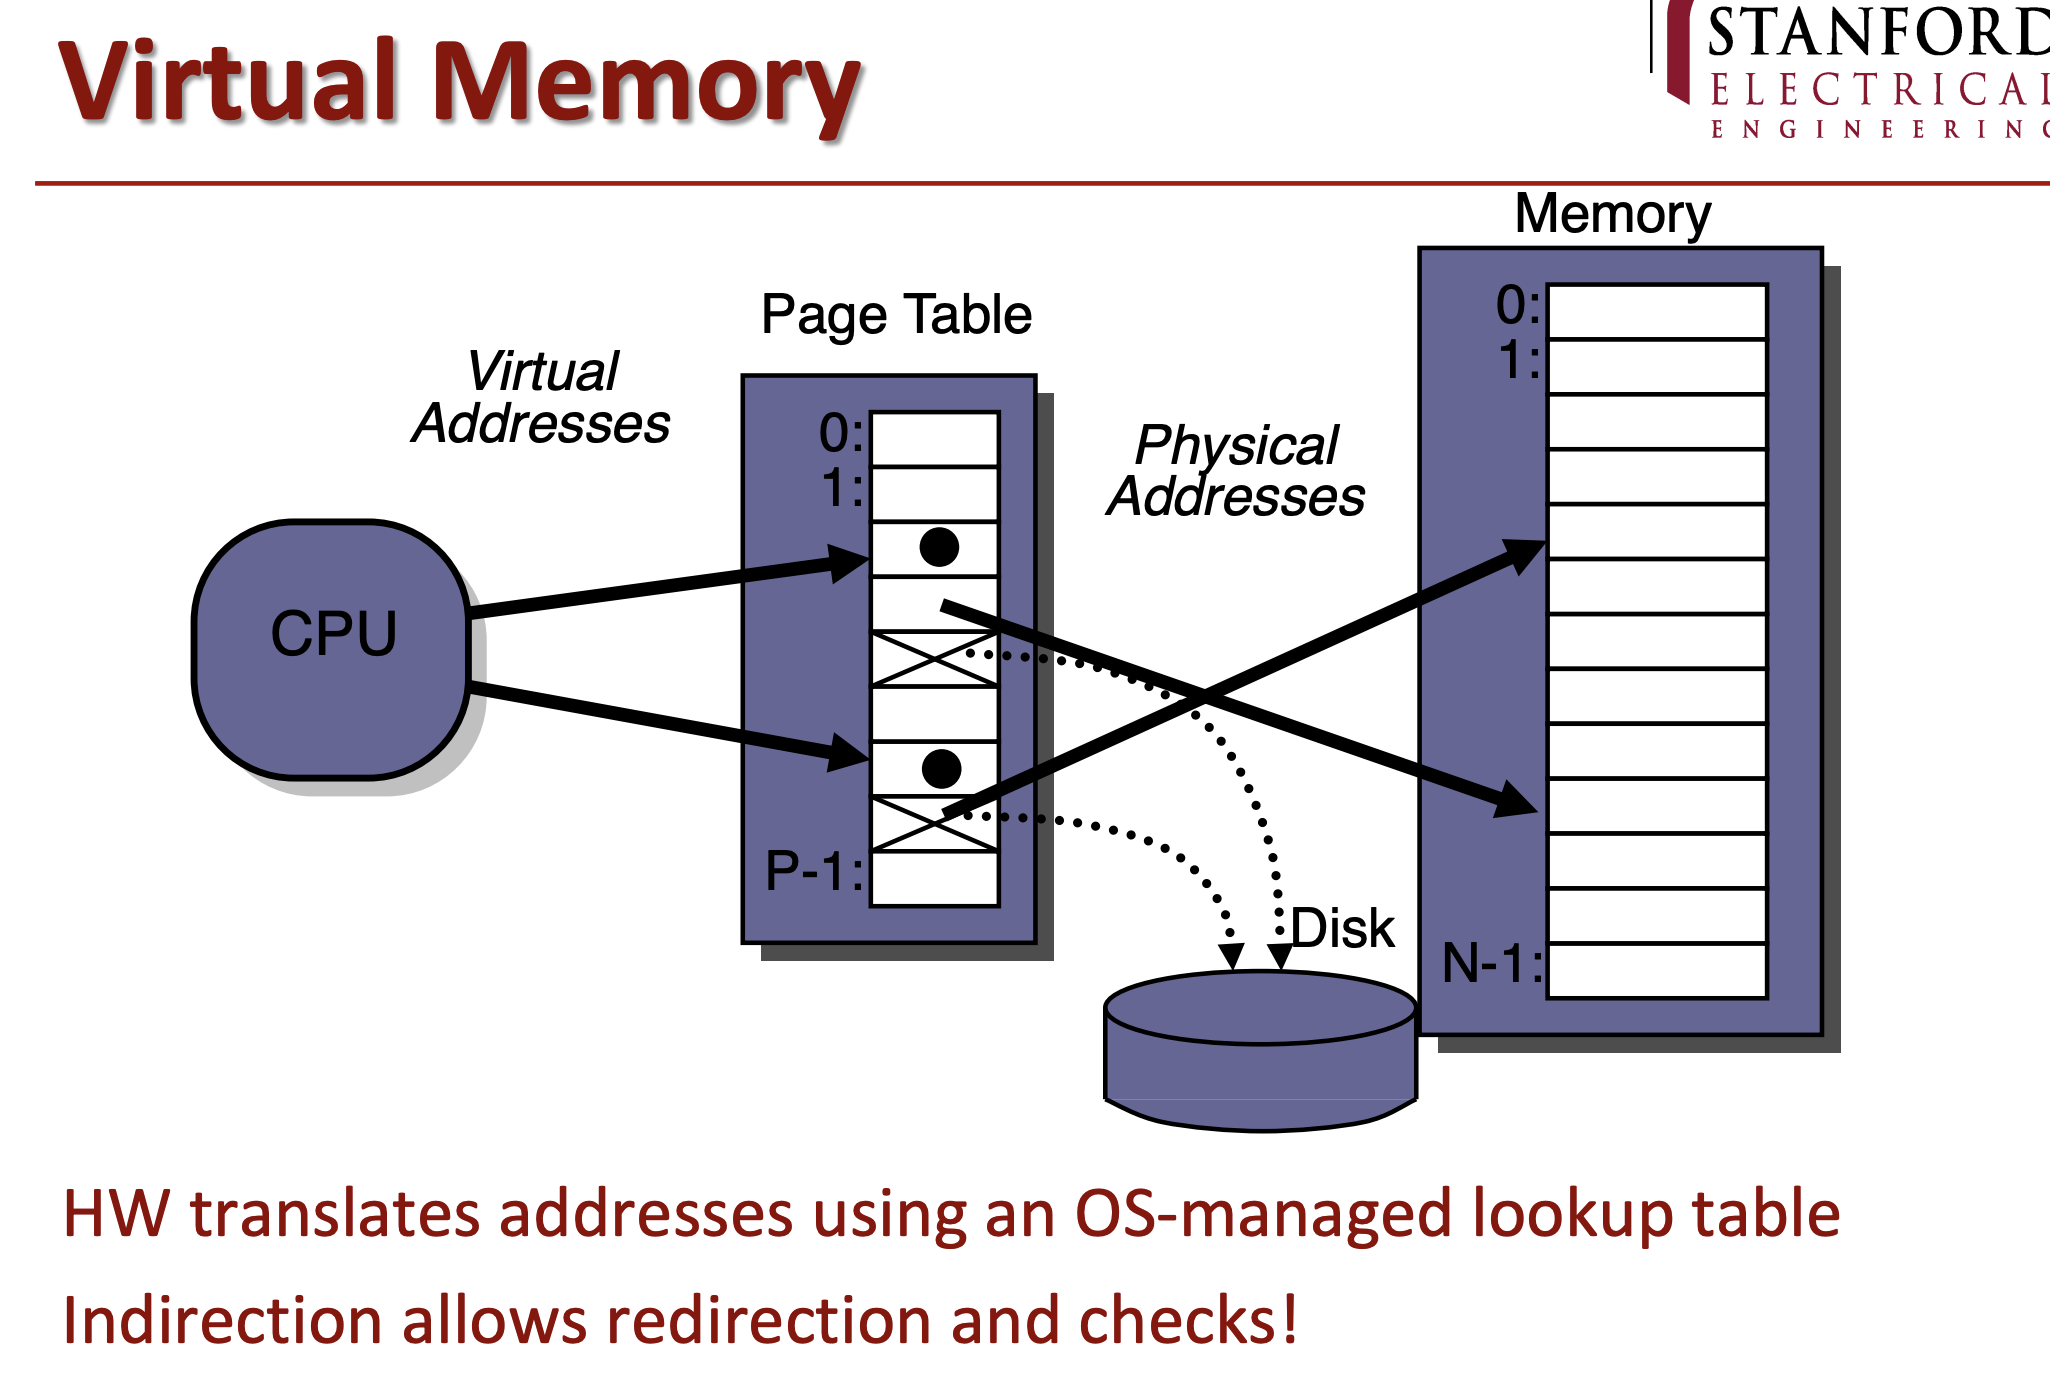 Virtual Memory
STANFORD
ELECTRICAL
ENGINEERING
Memory
Page Table
Virtual
Addresses
Physical
Addresses
0:
1:
P-1:
CPU
0:
1:
N-1:
Disk
HW translates addresses using an OS-managed lookup table
Indirection allows redirection and checks!